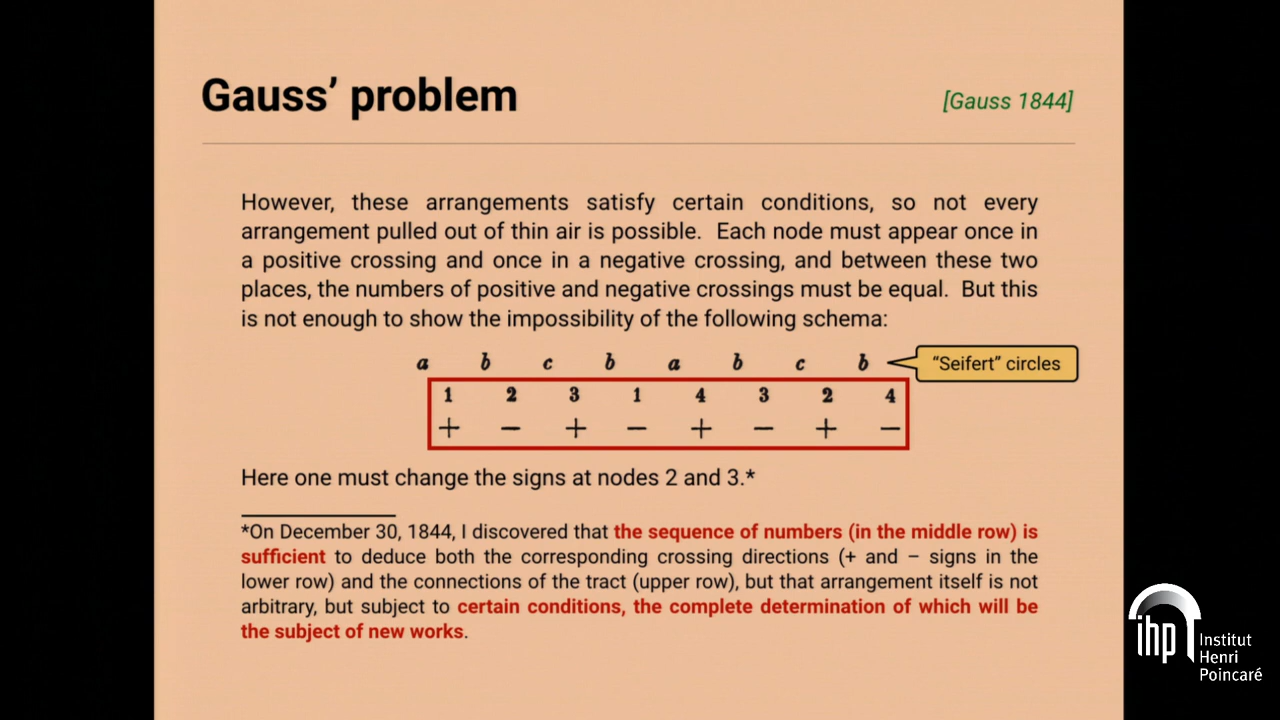 Gauss’ problem
[Gauss 1844]
However, these arrangements satisfy certain conditions, so not every
arrangement pulled out of thin air is possible. Each node must appear once in
a positive crossing and once in a negative crossing, and between these two
places, the numbers of positive and negative crossings must be equal. But this
is not enough to show the impossibility of the following schema:
a b c b a b c b
“Seifert” circles
1 2 3 1 4 3 2 4
+ − + − + − + −
Here one must change the signs at nodes 2 and 3.*
*On December 30, 1844, I discovered that the sequence of numbers (in the middle row) is
sufficient to deduce both the corresponding crossing directions (+ and − signs in the
lower row) and the connections of the tract (upper row), but that arrangement itself is not
arbitrary, but subject to certain conditions, the complete determination of which will be
the subject of new works.
ihp
Institut
Henri
Poincaré